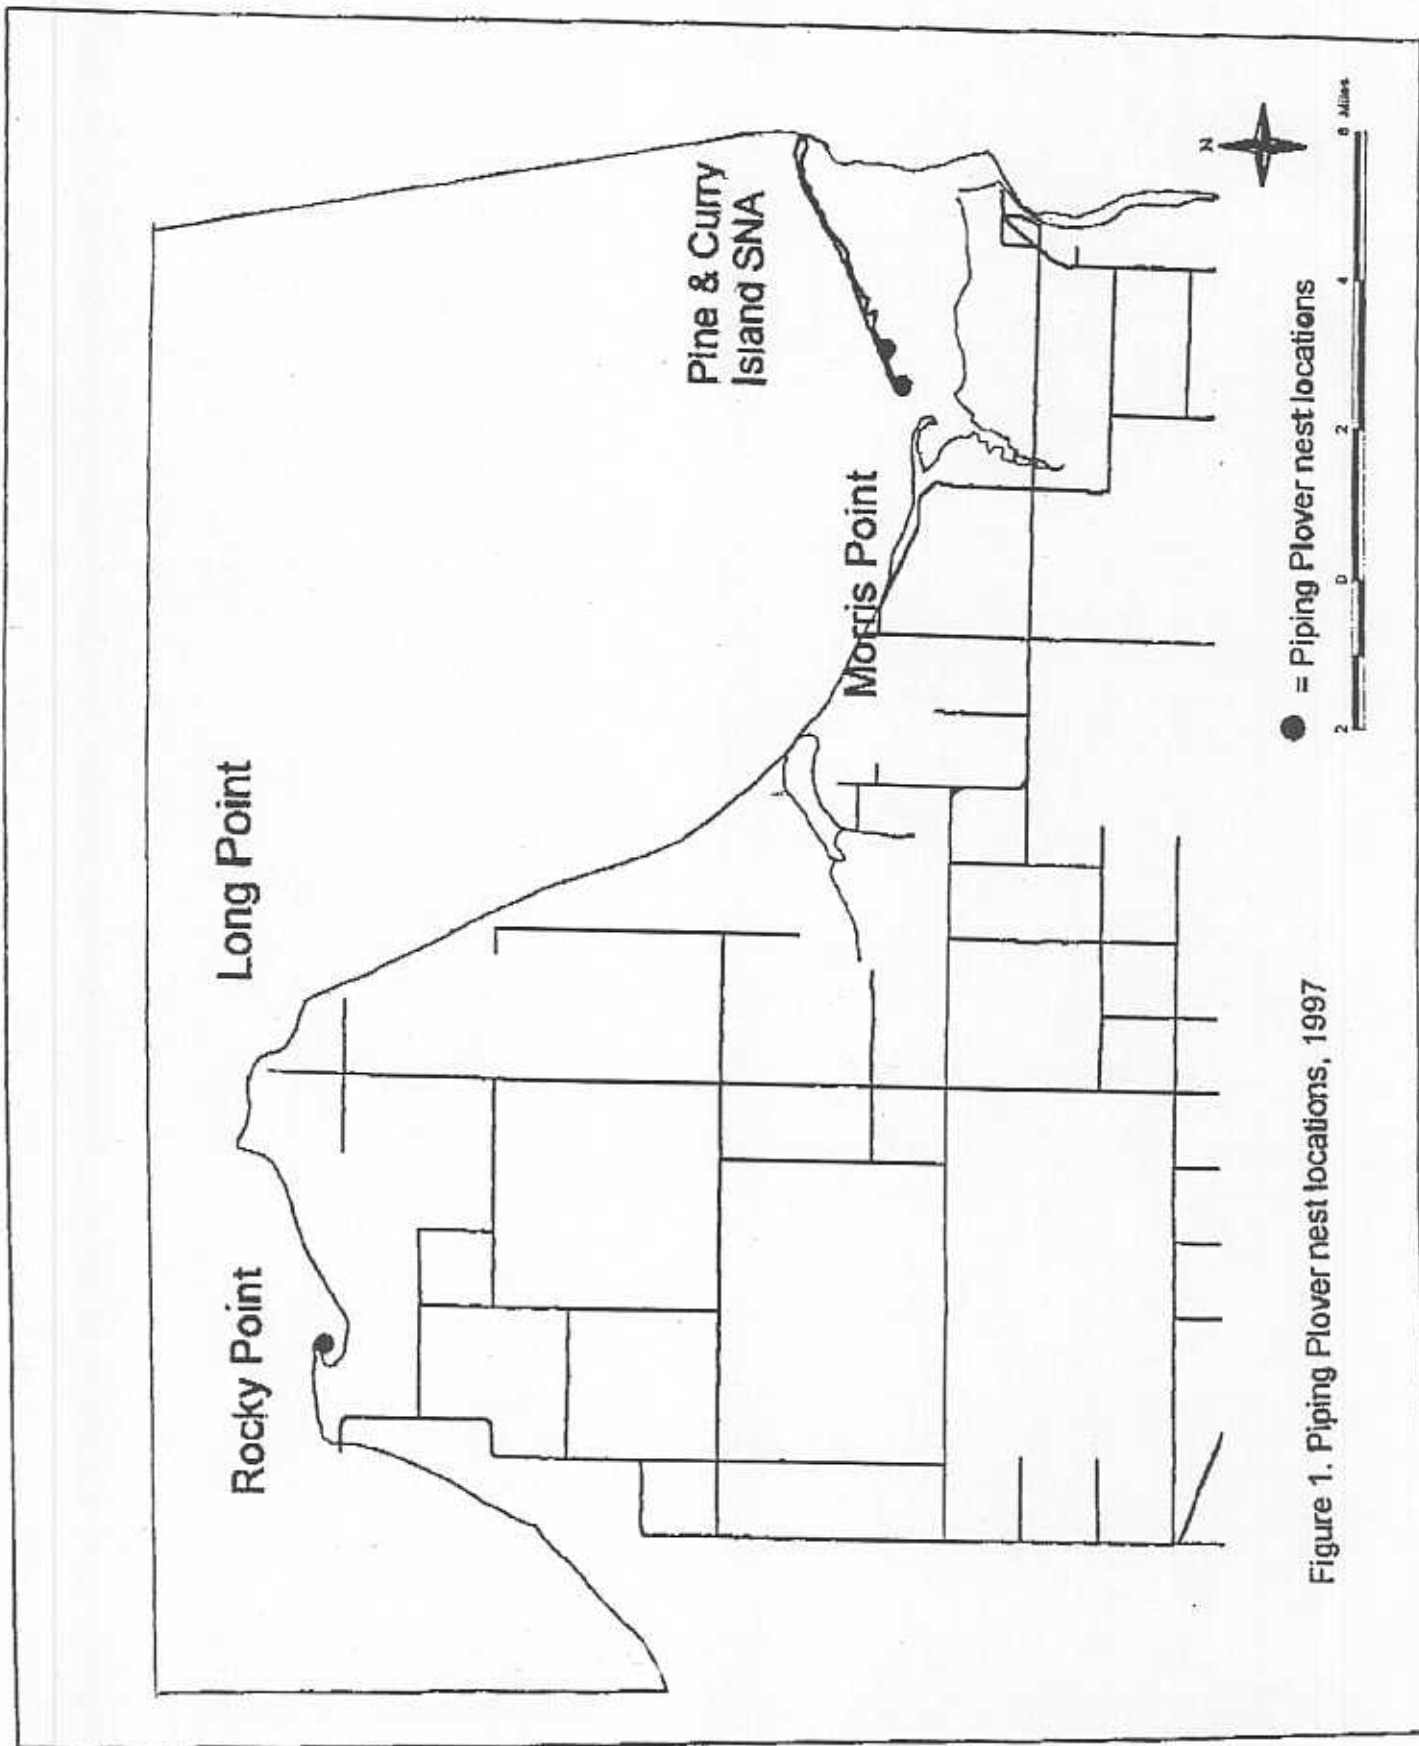 Rocky Point
Long Point
Pine & Curry
Island SNA
Morris Point
N
= Piping Plover nest locations
2 0 2 4 6 Miles
Figure 1. Piping Plover nest locations, 1997